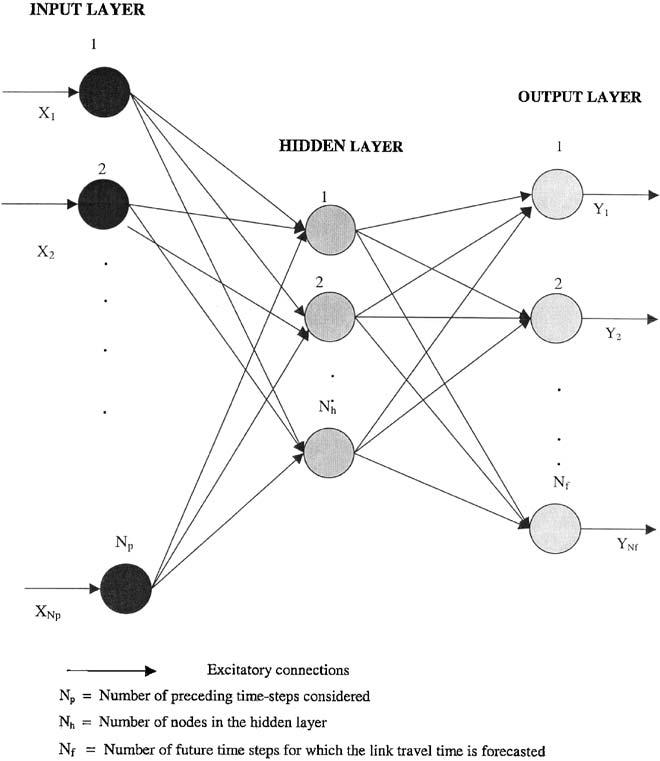 INPUT LAYER
1
X1
2
X2
Np
XNp
HIDDEN LAYER
1
2
Nh
OUTPUT LAYER
1
Y1
2
Y2
Nf
YNf
Excitatory connections
Np = Number of preceding time-steps considered
Nh = Number of nodes in the hidden layer
Nf = Number of future time steps for which the link travel time is forecasted